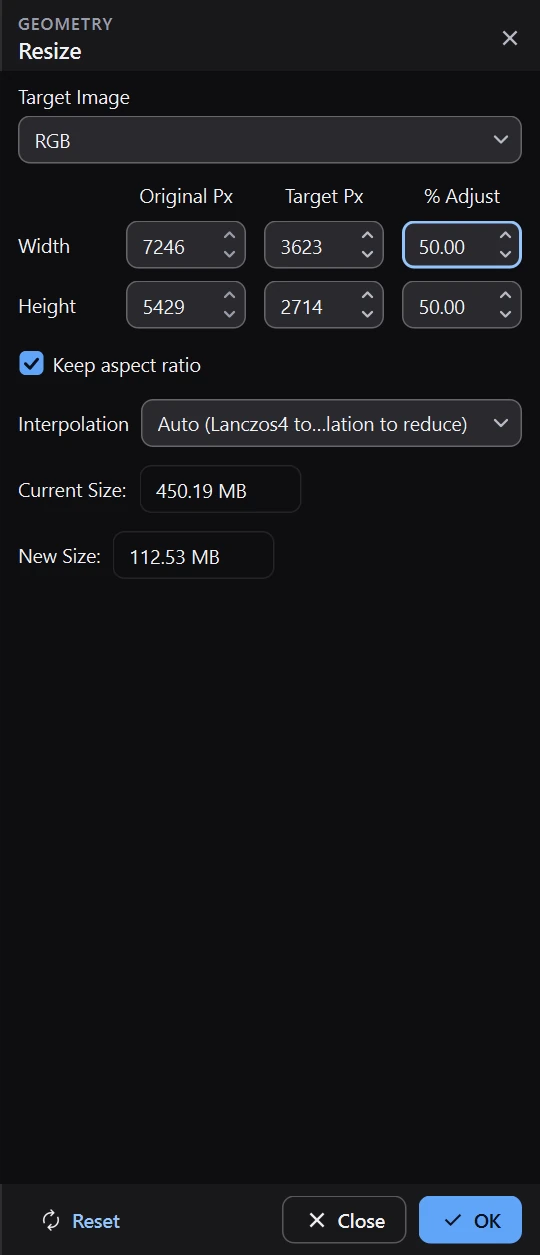 GEOMETRY
Resize
Target Image
RGB
Original Px Target Px % Adjust
Width 7246 3623 50.00
Height 5429 2714 50.00
Keep aspect ratio
Interpolation Auto (Lanczos4 to...lation to reduce)
Current Size: 450.19 MB
New Size: 112.53 MB
Reset Close OK